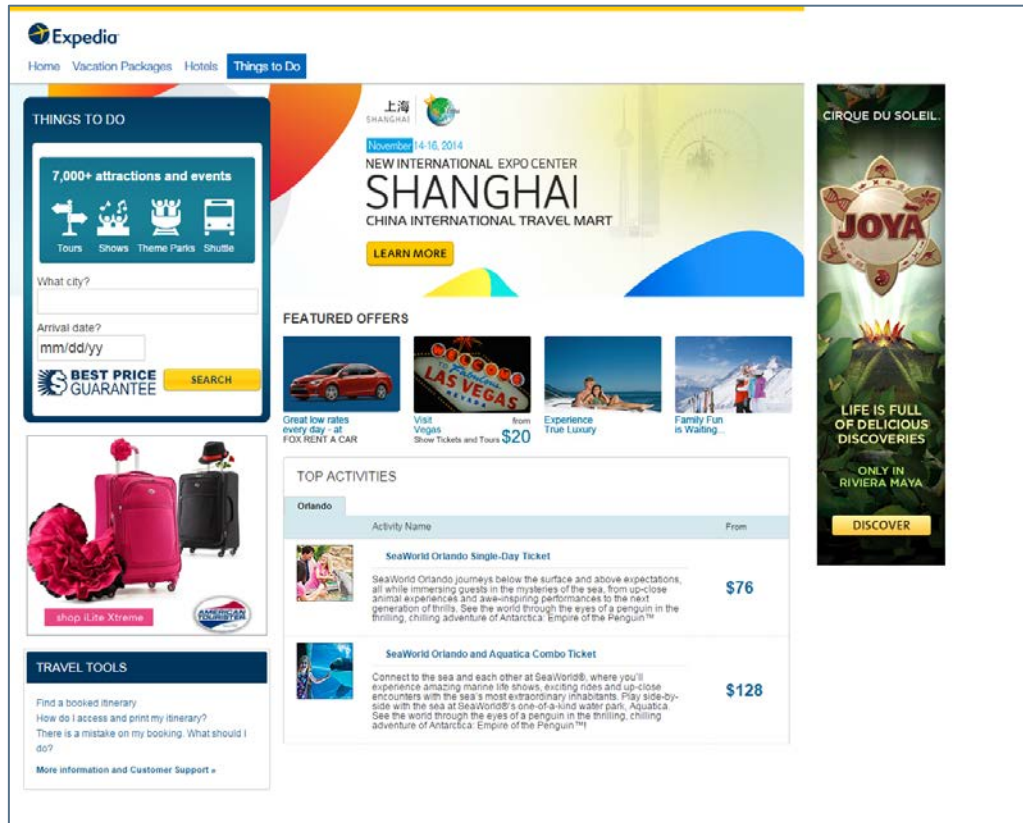 Expedia
Home Vacation Packages Hotels Things to Do
THINGS TO DO
7,000+ attractions and events
Tours Shows Theme Parks Shuttle
What city?
Arrival date?
mm/dd/yy
BEST PRICE
GUARANTEE
SEARCH
上海
SHANGHAI
November 14-16, 2014
NEW INTERNATIONAL EXPO CENTER
SHANGHAI
CHINA INTERNATIONAL TRAVEL MART
LEARN MORE
CIRQUE DU SOLEIL.
JOYÀ
LIFE IS FULL
OF DELICIOUS
DISCOVERIES
ONLY IN
RIVIERA MAYA
DISCOVER
FEATURED OFFERS
Great low rates
every day - at
FOX RENT A CAR
WELCOME
TO Fabulous
LAS VEGAS
NEVADA
Visit
Vegas
Show Tickets and Tours
from
$20
Experience
True Luxury
Family Fun
is Waiting...
shop iLite Xtreme
AMERICAN
TOURISTER
TOP ACTIVITIES
Orlando
Activity Name From
SeaWorld Orlando Single-Day Ticket
SeaWorld Orlando journeys below the surface and above expectations,
all while immersing guests in the mysteries of the sea, from up-close
animal experiences and awe-inspiring performances to the next
generation of thrills. See the world through the eyes of a penguin in the
thrilling, chilling adventure of Antarctica: Empire of the Penguin™
$76
SeaWorld Orlando and Aquatica Combo Ticket
Connect to the sea and each other at SeaWorld®, where you'll
experience amazing marine life shows, exciting rides and up-close
encounters with the sea's most extraordinary inhabitants. Play side-by-
side with the sea at SeaWorld®'s one-of-a-kind water park, Aquatica.
See the world through the eyes of a penguin in the thrilling, chilling
adventure of Antarctica: Empire of the Penguin™!
$128
TRAVEL TOOLS
Find a booked itinerary
How do I access and print my itinerary?
There is a mistake on my booking. What should I
do?
More information and Customer Support »